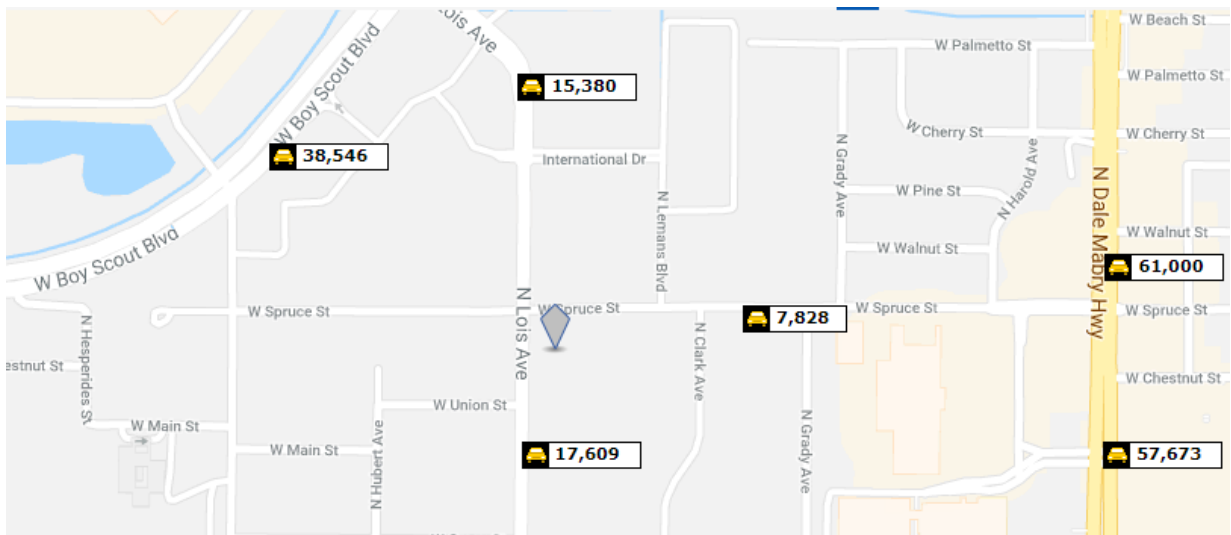 Lois Ave
W Beach St
W Palmetto St
W Boy Scout Blvd
W Palmetto St
15,380
W Cherry St
W Cherry St
38,546
International Dr
N Grady Ave
N Harold Ave
W Pine St
N Lemans Blvd
N Dale Mabry Hwy
W Boy Scout Blvd
W Walnut St
W Walnut St
61,000
W Spruce St
W Spruce St
7,828
W Spruce St
W Spruce St
N Lois Ave
N Hesperides St
N Clark Ave
estnut St
W Chestnut St
W Union St
W Main St
N Hubert Ave
N Grady Ave
W Main St
17,609
57,673